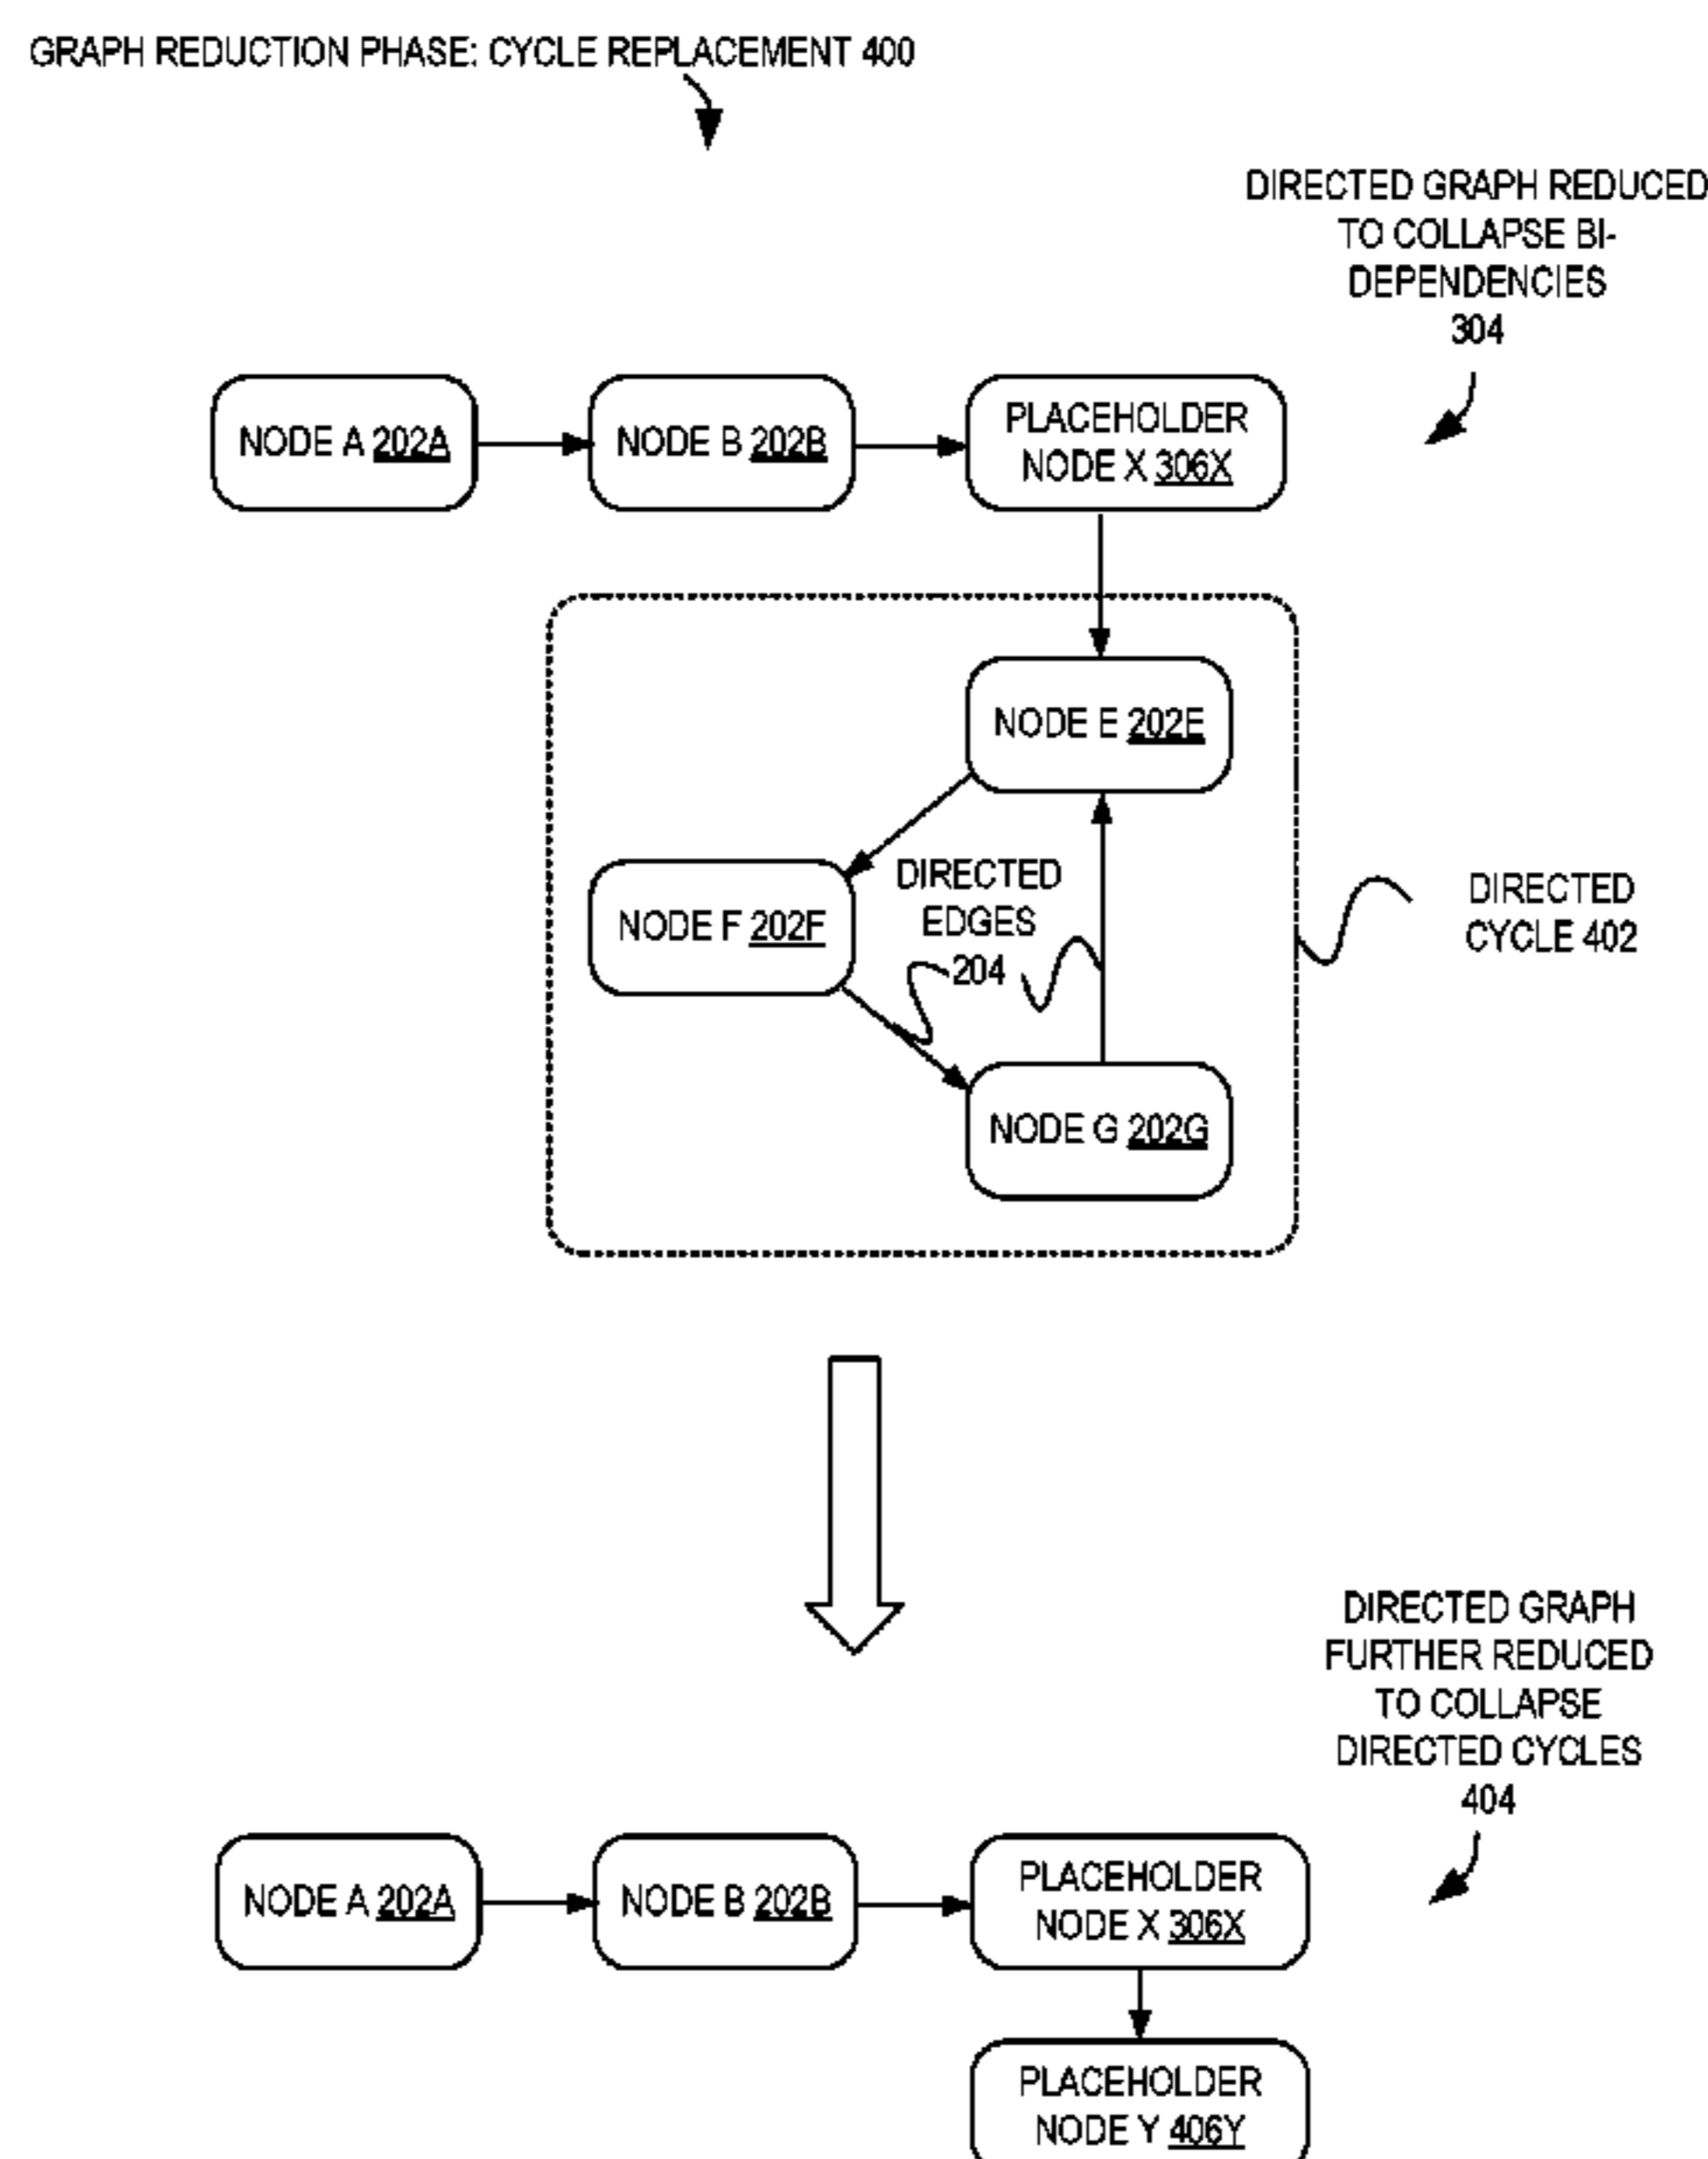 GRAPH REDUCTION PHASE: CYCLE REPLACEMENT 400
DIRECTED GRAPH REDUCED
TO COLLAPSE BI-
DEPENDENCIES
304
NODE A 202A
NODE B 202B
PLACEHOLDER
NODE X 306X
NODE E 202E
DIRECTED
EDGES
204
NODE F 202F
DIRECTED
CYCLE 402
NODE G 202G
DIRECTED GRAPH
FURTHER REDUCED
TO COLLAPSE
DIRECTED CYCLES
404
NODE A 202A
NODE B 202B
PLACEHOLDER
NODE X 306X
PLACEHOLDER
NODE Y 406Y